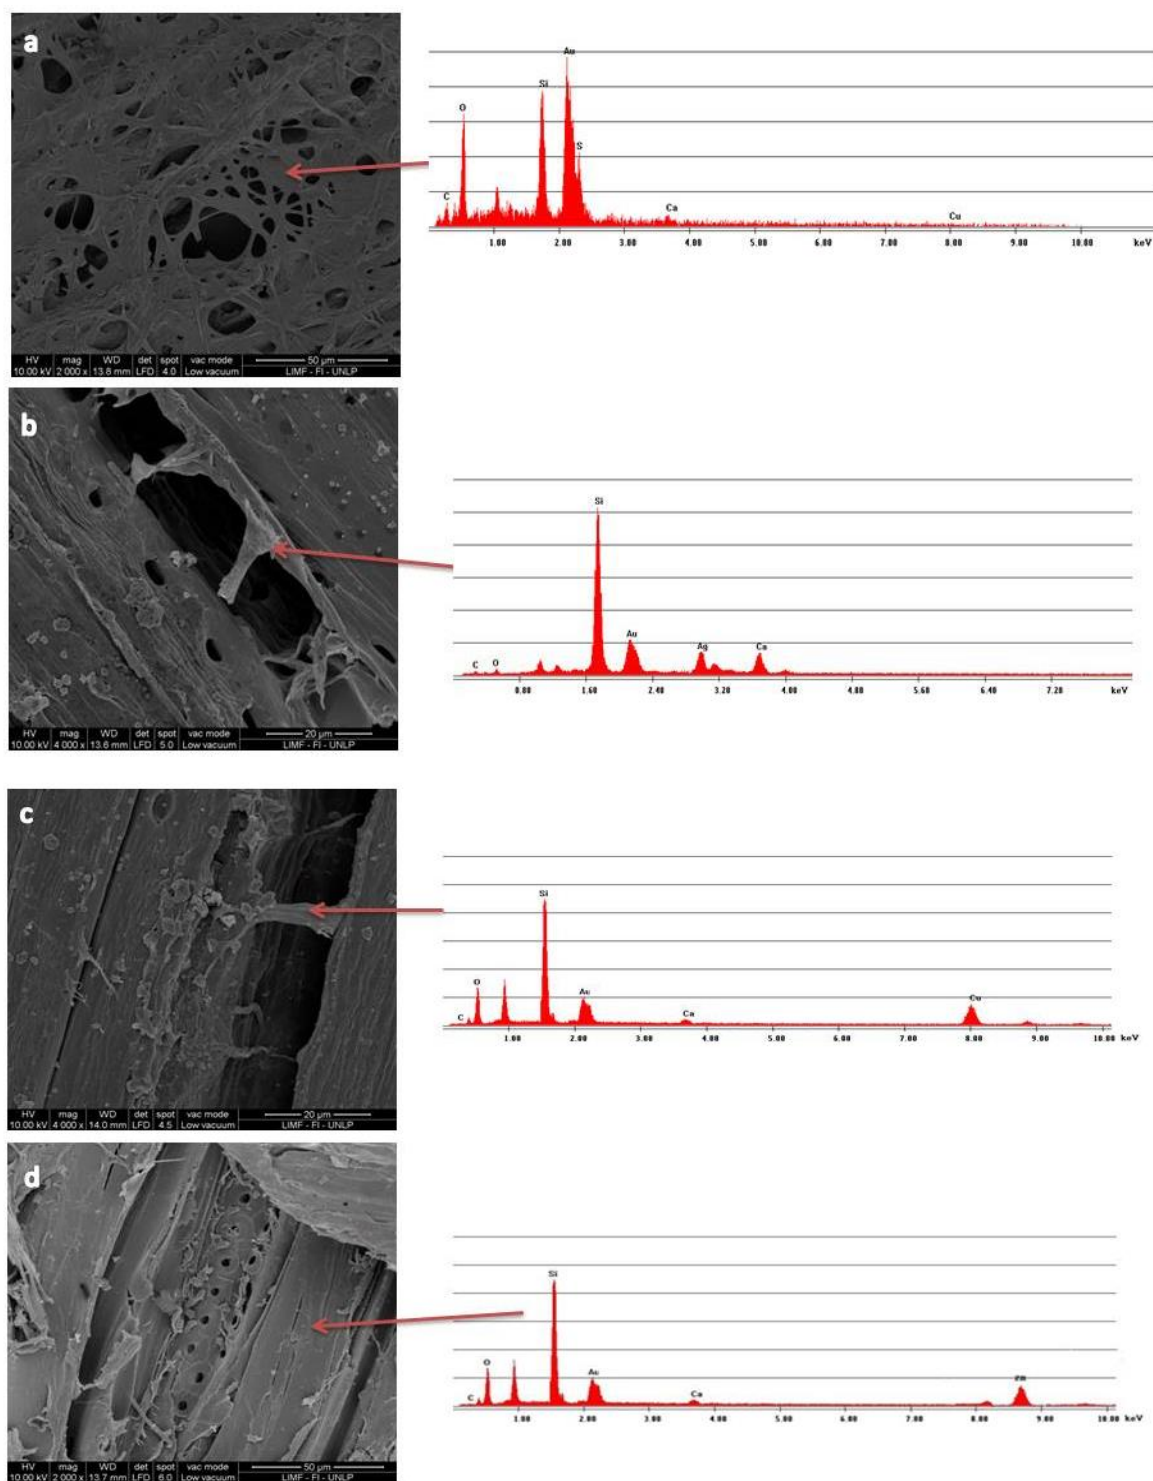 a
Au
Si
O
S
C
Ca
Cu
1.00 2.00 3.00 4.00 5.00 6.00 7.00 8.00 9.00 10.00 keV
HV mag WD det spot vac mode 50 µm
10.00 kV 2 000 x 13.8 mm LFD 4.0 Low vacuum LIMF - FI - UNLP
b
Si
Au
Ag Ca
C O
0.80 1.60 2.40 3.20 4.00 4.80 5.60 6.40 7.20 keV
HV mag WD det spot vac mode 20 µm
10.00 kV 4 000 x 13.6 mm LFD 5.0 Low vacuum LIMF - FI - UNLP
c
Si
O
Au
Cu
C
Ca
1.00 2.00 3.00 4.00 5.00 6.00 7.00 8.00 9.00 10.00 keV
HV mag WD det spot vac mode 20 µm
10.00 kV 4 000 x 14.0 mm LFD 4.5 Low vacuum LIMF - FI - UNLP
d
Si
O
Au
Zn
C
Ca
1.00 2.00 3.00 4.00 5.00 6.00 7.00 8.00 9.00 10.00 keV
HV mag WD det spot vac mode 50 µm
10.00 kV 2 000 x 13.7 mm LFD 6.0 Low vacuum LIMF - FI - UNLP